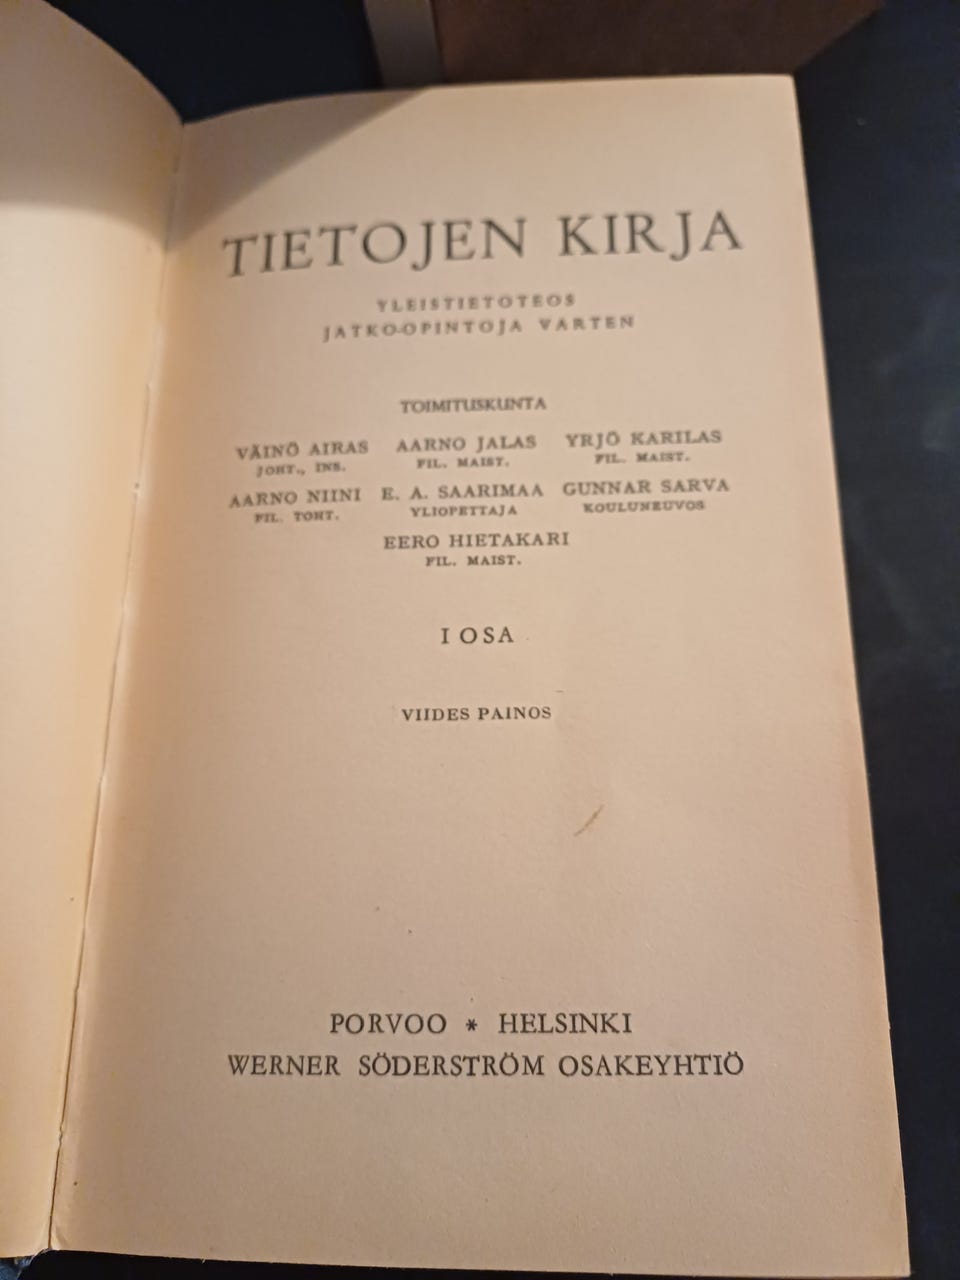 TIETOJEN KIRJA
YLEISTIETOTEOS
JATKO-OPINTOJA VARTEN
TOIMITUSKUNTA
VÄINÖ AIRAS AARNO JALAS YRJÖ KARILAS
JOHT., INS. FIL. MAIST. FIL. MAIST.
AARNO NIINI E. A. SAARIMAA GUNNAR SARVA
FIL. TOHT. YLIOPETTAJA KOULUNEUVOS
EERO HIETAKARI
FIL. MAIST.
I OSA
VIIDES PAINOS
PORVOO * HELSINKI
WERNER SÖDERSTRÖM OSAKEYHTIÖ